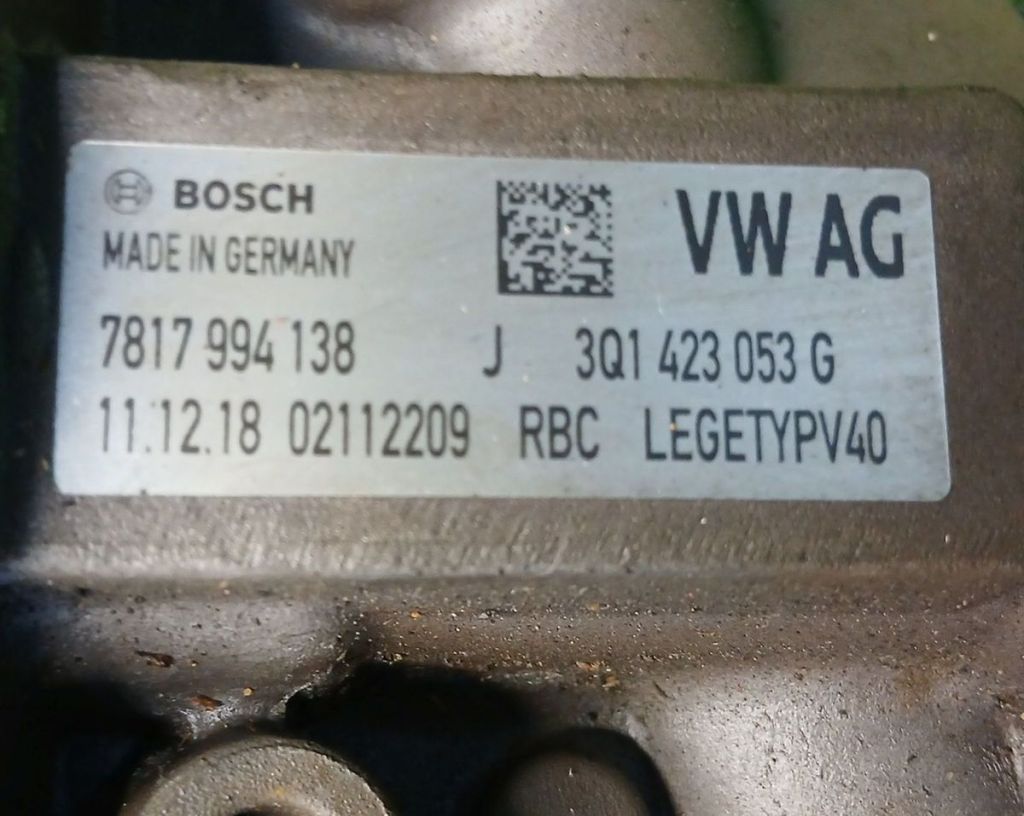 BOSCH
VW AG
MADE IN GERMANY
7817 994 138 J 3Q1 423 053 G
11.12.18 02112209 RBC LEGETYPV40